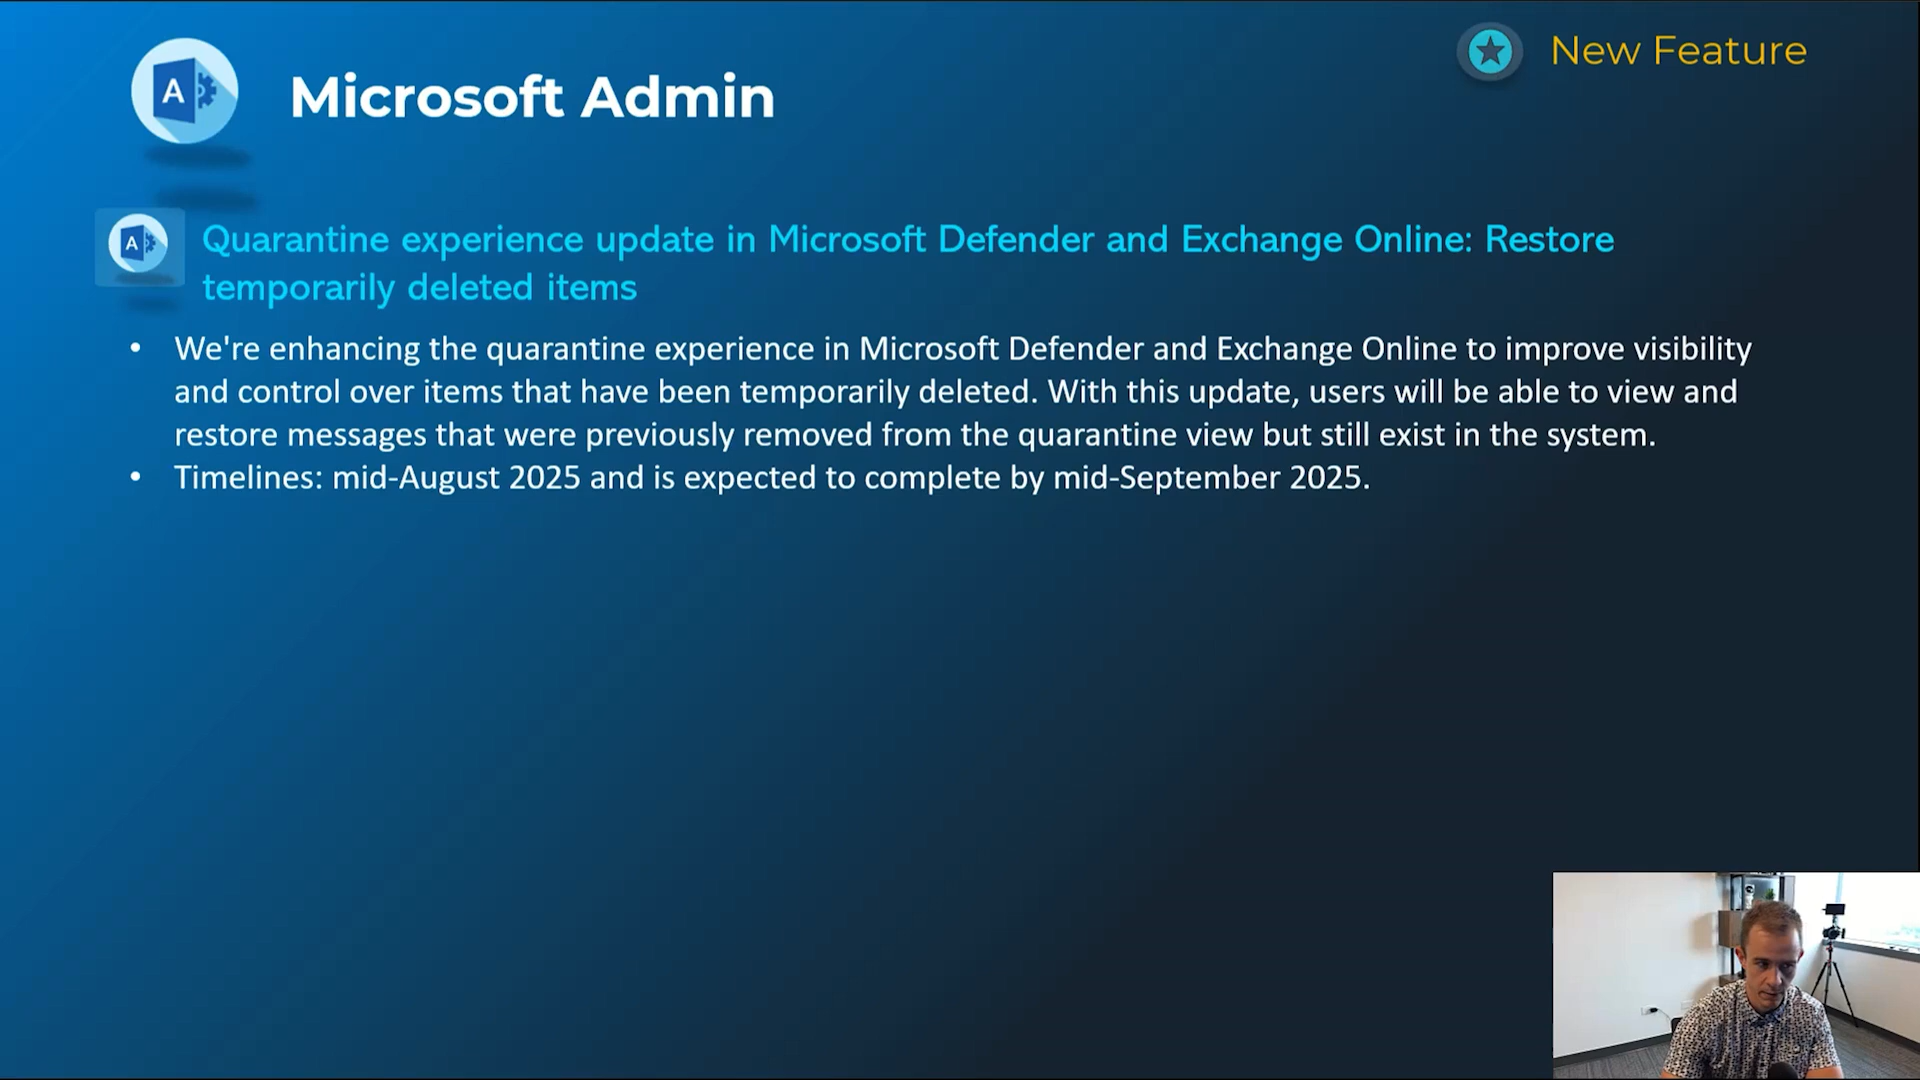 New Feature
A
Microsoft Admin
A
Quarantine experience update in Microsoft Defender and Exchange Online: Restore
temporarily deleted items
• We're enhancing the quarantine experience in Microsoft Defender and Exchange Online to improve visibility
and control over items that have been temporarily deleted. With this update, users will be able to view and
restore messages that were previously removed from the quarantine view but still exist in the system.
• Timelines: mid-August 2025 and is expected to complete by mid-September 2025.